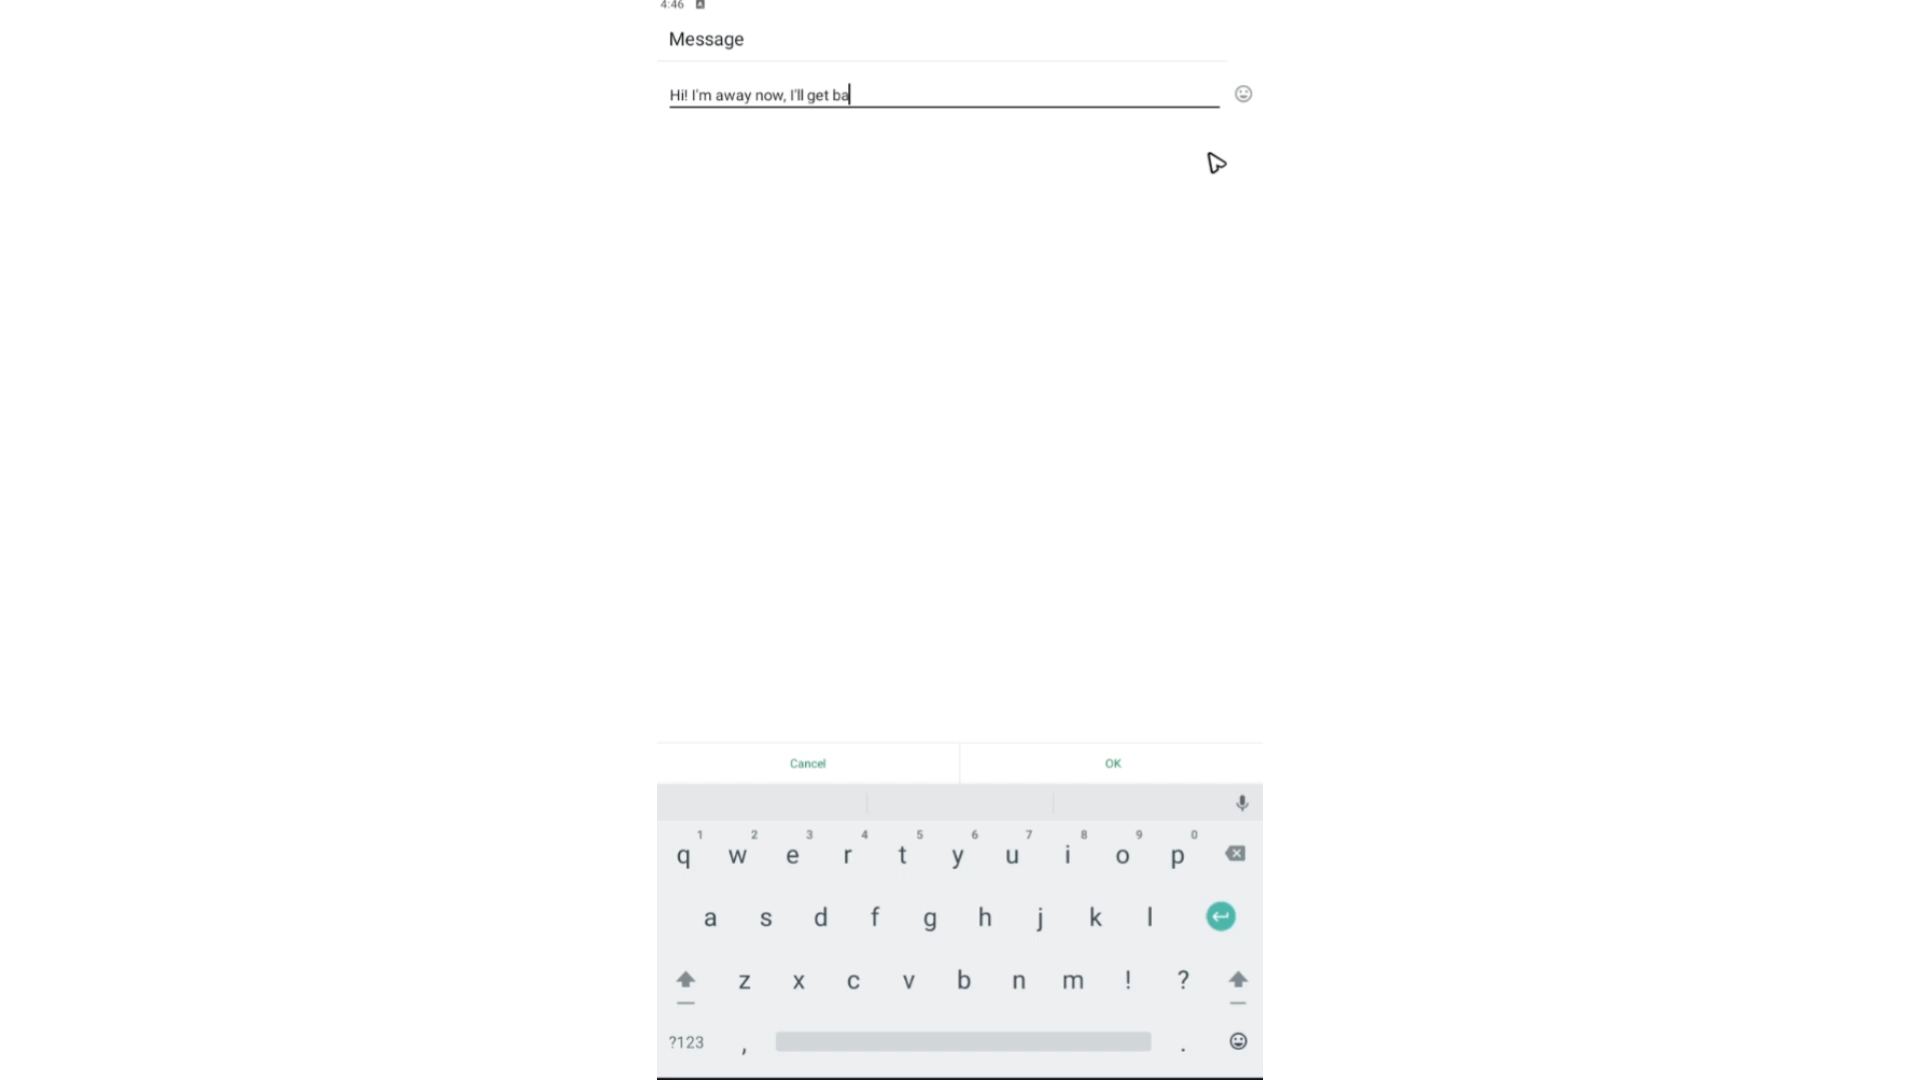 4:46
Message
Hi! I'm away now, I'll get ba
Cancel OK
1 2 3 4 5 6 7 8 9 0
q w e r t y u i o p
a s d f g h j k l
z x c v b n m ! ?
?123 , .